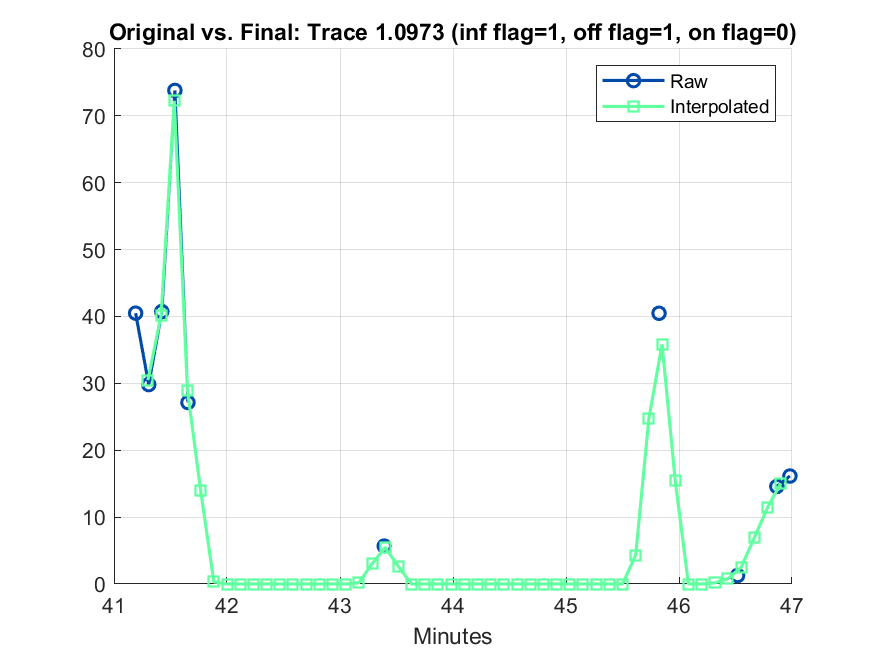 Original vs. Final: Trace 1.0973 (inf flag=1, off flag=1, on flag=0)
80
70
60
50
40
30
20
10
0
Raw
Interpolated
41 42 43 44 45 46 47
Minutes